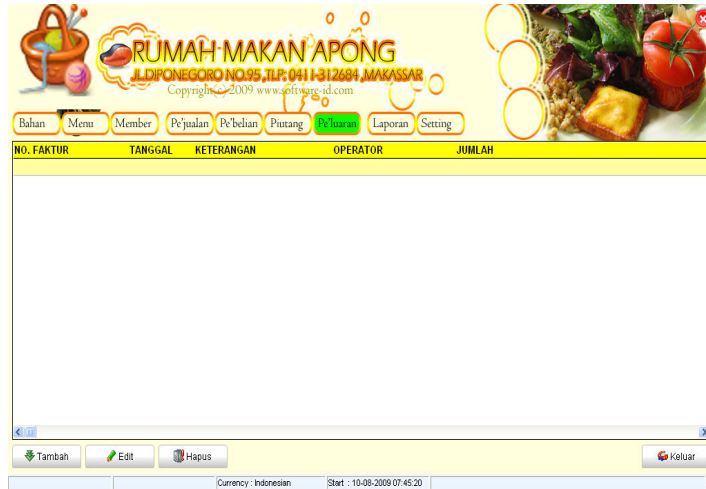 RUMAH MAKAN APONG
JL.DIPONEGORO NO.95,TLP: 0411-312684 ,MAKASSAR
Copyright(c) 2009 www.software-id.com
Bahan Menu Member Pe'jualan Pe'belian Piutang Pe'luaran Laporan Setting
NO. FAKTUR TANGGAL KETERANGAN OPERATOR JUMLAH
Tambah Edit Hapus Keluar
Currency : Indonesian Start : 10-08-2009 07:45:20